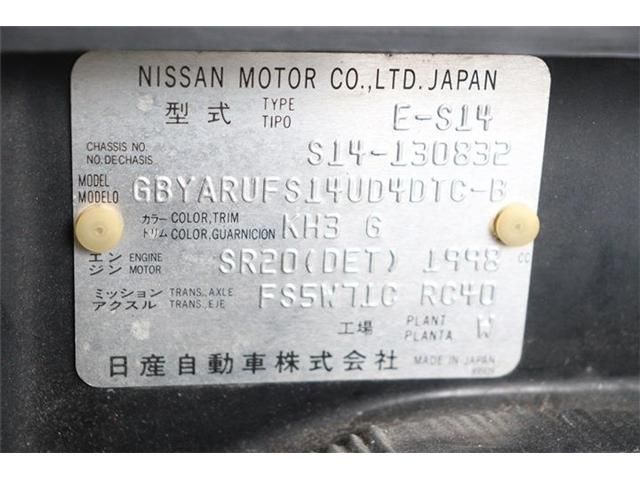 NISSAN MOTOR CO.,LTD. JAPAN
型式 TYPE TIPO E-S14
CHASSIS NO. NO. DE CHASIS S14-130832
MODEL MODELO GBYARUFS14UD4DTC-B
カラー トリム COLOR,TRIM COLOR,GUARNICION KH3 G
エンジン ENGINE MOTOR SR20(DET) 1998 CC
ミッション アクスル TRANS.,AXLE TRANS.,EJE FS5W71C RC40
工場 PLANT PLANTA W
日産自動車株式会社 MADE IN JAPAN